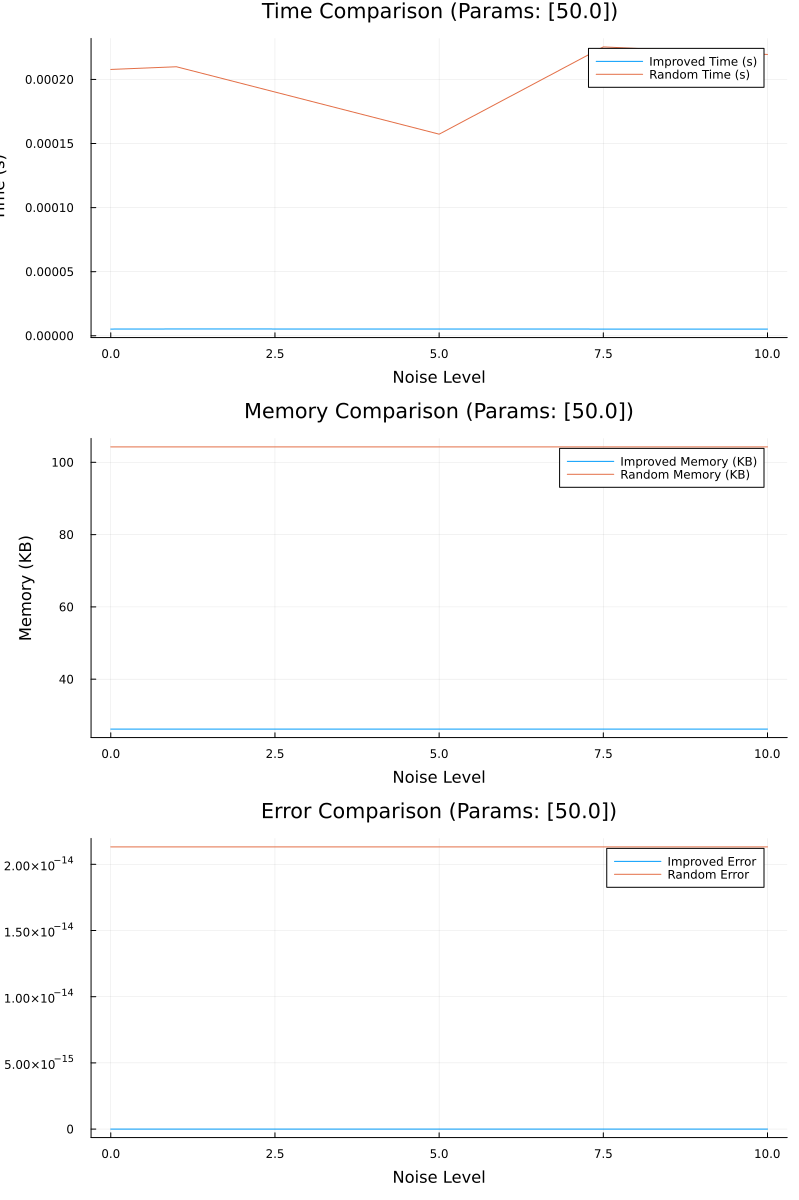 Time Comparison (Params: [50.0])
Improved Time (s)
Random Time (s)
0.00020
0.00015
0.00010
0.00005
0.00000
0.0 2.5 5.0 7.5 10.0
Noise Level
Memory Comparison (Params: [50.0])
Improved Memory (KB)
Random Memory (KB)
Memory (KB)
100
80
60
40
0.0 2.5 5.0 7.5 10.0
Noise Level
Error Comparison (Params: [50.0])
Improved Error
Random Error
2.00×10⁻¹⁴
1.50×10⁻¹⁴
1.00×10⁻¹⁴
5.00×10⁻¹⁵
0
0.0 2.5 5.0 7.5 10.0
Noise Level